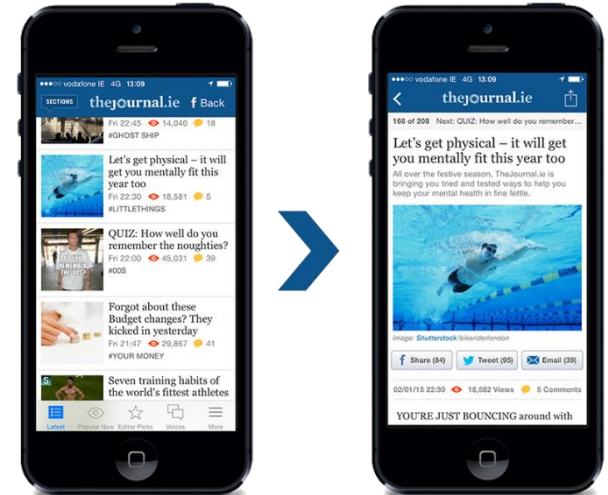 vodafone IE 4G 13:09
SECTIONS thejournal.ie f Back
Fri 22:45 14,040 18
#GHOST SHIP
Let's get physical – it will
get you mentally fit this
year too
Fri 22:30 18,581 5
#LITTLETHINGS
QUIZ: How well do you
remember the noughties?
Fri 22:00 45,031 39
#00S
Forgot about these
Budget changes? They
kicked in yesterday
Fri 21:47 29,867 41
#YOUR MONEY
Seven training habits of
the world's fittest athletes
Latest Popular Now Editor Picks Voices More
vodafone IE 4G 13:09
thejournal.ie
166 of 208 Next: QUIZ: How well do you remember...
Let's get physical – it will get
you mentally fit this year too
All over the festive season, TheJournal.ie is
bringing you tried and tested ways to help you
keep your mental health in fine fettle.
Image: Shutterstock/bikeriderlondon
f Share (84) Tweet (95) Email (39)
02/01/15 22:30 18,582 Views 5 Comments
YOU'RE JUST BOUNCING around with